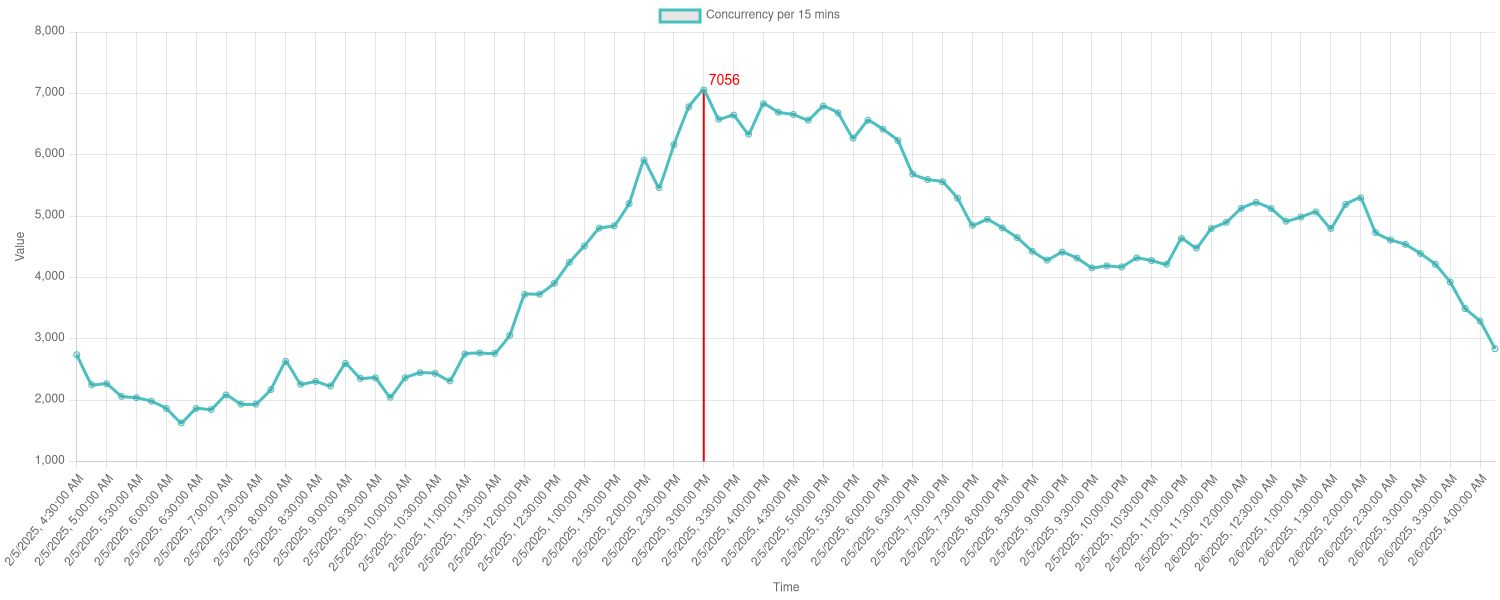 Concurrency per 15 mins
8,000
7,000
6,000
5,000
4,000
3,000
2,000
1,000
Value
7056
2/5/2025, 4:30:00 AM
2/5/2025, 5:00:00 AM
2/5/2025, 5:30:00 AM
2/5/2025, 6:00:00 AM
2/5/2025, 6:30:00 AM
2/5/2025, 7:00:00 AM
2/5/2025, 7:30:00 AM
2/5/2025, 8:00:00 AM
2/5/2025, 8:30:00 AM
2/5/2025, 9:00:00 AM
2/5/2025, 9:30:00 AM
2/5/2025, 10:00:00 AM
2/5/2025, 10:30:00 AM
2/5/2025, 11:00:00 AM
2/5/2025, 11:30:00 AM
2/5/2025, 12:00:00 PM
2/5/2025, 12:30:00 PM
2/5/2025, 1:00:00 PM
2/5/2025, 1:30:00 PM
2/5/2025, 2:00:00 PM
2/5/2025, 2:30:00 PM
2/5/2025, 3:00:00 PM
2/5/2025, 3:30:00 PM
2/5/2025, 4:00:00 PM
2/5/2025, 4:30:00 PM
2/5/2025, 5:00:00 PM
2/5/2025, 5:30:00 PM
2/5/2025, 6:00:00 PM
2/5/2025, 6:30:00 PM
2/5/2025, 7:00:00 PM
2/5/2025, 7:30:00 PM
2/5/2025, 8:00:00 PM
2/5/2025, 8:30:00 PM
2/5/2025, 9:00:00 PM
2/5/2025, 9:30:00 PM
2/5/2025, 10:00:00 PM
2/5/2025, 10:30:00 PM
2/5/2025, 11:00:00 PM
2/5/2025, 11:30:00 PM
2/6/2025, 12:00:00 AM
2/6/2025, 12:30:00 AM
2/6/2025, 1:00:00 AM
2/6/2025, 1:30:00 AM
2/6/2025, 2:00:00 AM
2/6/2025, 2:30:00 AM
2/6/2025, 3:00:00 AM
2/6/2025, 3:30:00 AM
2/6/2025, 4:00:00 AM
Time